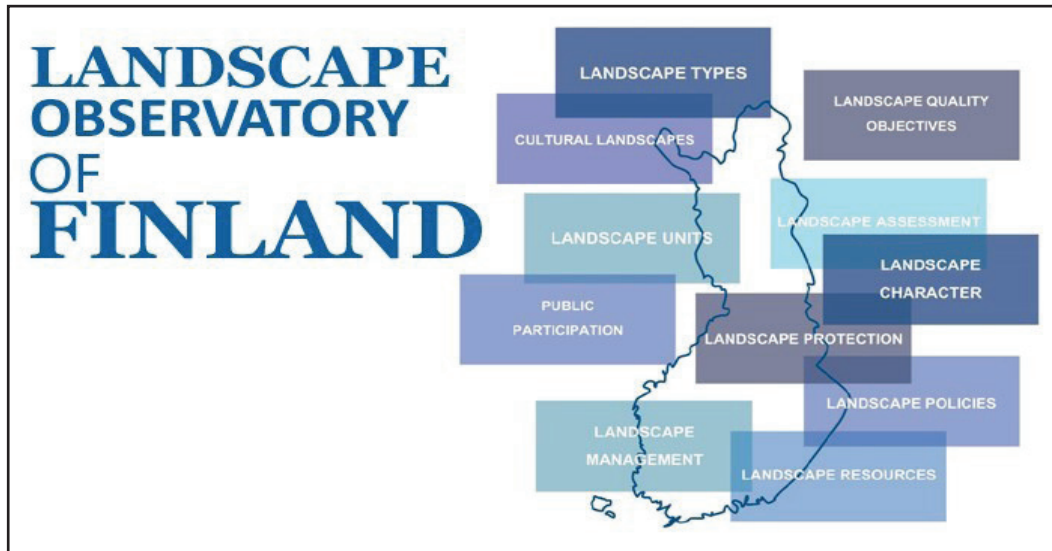 LANDSCAPE
OBSERVATORY
OF
FINLAND
LANDSCAPE TYPES
LANDSCAPE QUALITY
OBJECTIVES
CULTURAL LANDSCAPES
LANDSCAPE ASSESSMENT
LANDSCAPE UNITS
LANDSCAPE
CHARACTER
PUBLIC
PARTICIPATION
LANDSCAPE PROTECTION
LANDSCAPE POLICIES
LANDSCAPE
MANAGEMENT
LANDSCAPE RESOURCES